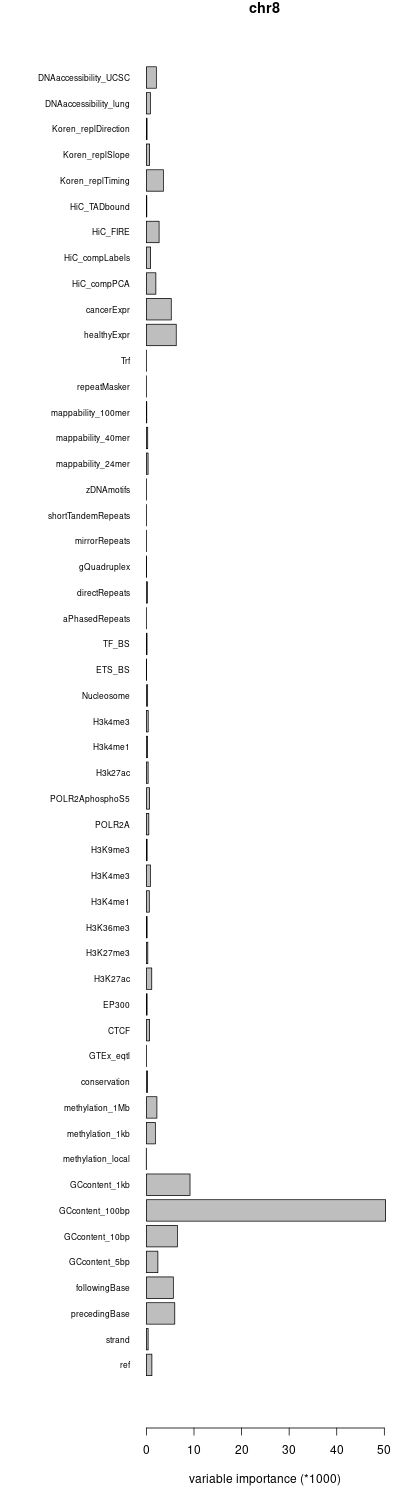 chr8
DNAaccessibility_UCSC
DNAaccessibility_lung
Koren_replDirection
Koren_replSlope
Koren_replTiming
HiC_TADbound
HiC_FIRE
HiC_compLabels
HiC_compPCA
cancerExpr
healthyExpr
Trf
repeatMasker
mappability_100mer
mappability_40mer
mappability_24mer
zDNAmotifs
shortTandemRepeats
mirrorRepeats
gQuadruplex
directRepeats
aPhasedRepeats
TF_BS
ETS_BS
Nucleosome
H3k4me3
H3k4me1
H3k27ac
POLR2AphosphoS5
POLR2A
H3K9me3
H3K4me3
H3K4me1
H3K36me3
H3K27me3
H3K27ac
EP300
CTCF
GTEx_eqtl
conservation
methylation_1Mb
methylation_1kb
methylation_local
GCcontent_1kb
GCcontent_100bp
GCcontent_10bp
GCcontent_5bp
followingBase
precedingBase
strand
ref
0 10 20 30 40 50
variable importance (*1000)